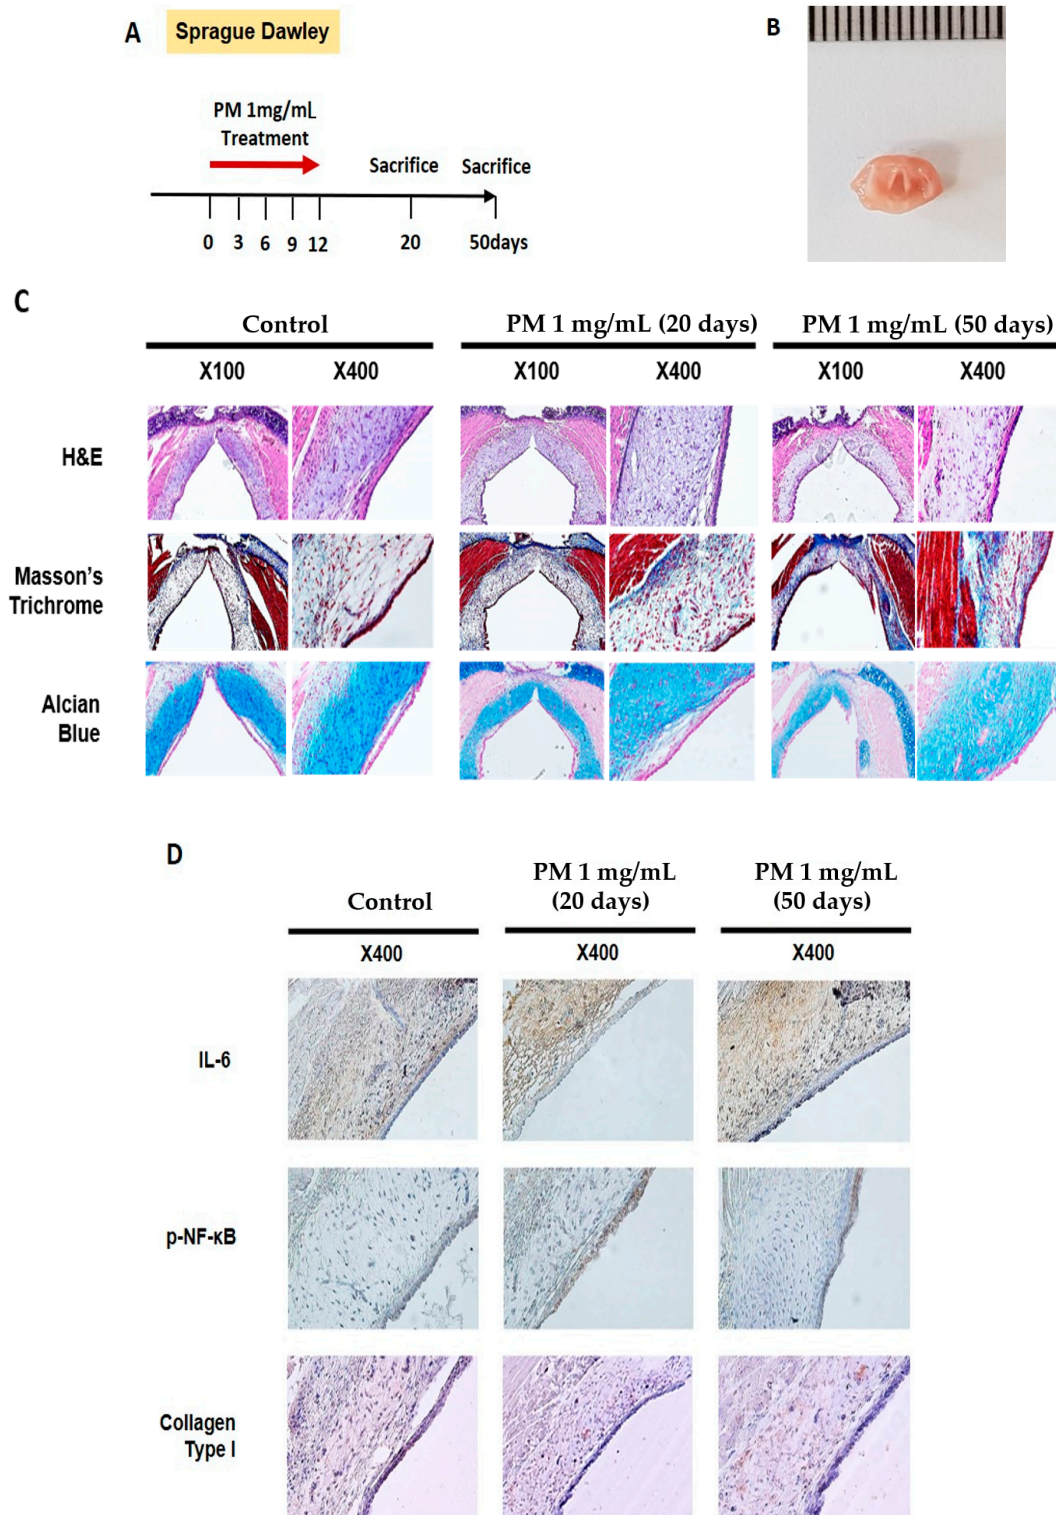 A
Sprague Dawley
B
PM 1mg/mL
Treatment
Sacrifice
Sacrifice
0
3
6
9
12
20
50days
C
Control
PM 1 mg/mL (20 days)
PM 1 mg/mL (50 days)
X100
X400
X100
X400
X100
X400
H&E
Masson's
Trichrome
Alcian
Blue
D
Control
PM 1 mg/mL
(20 days)
PM 1 mg/mL
(50 days)
X400
X400
X400
IL-6
p-NF-κB
Collagen
Type I